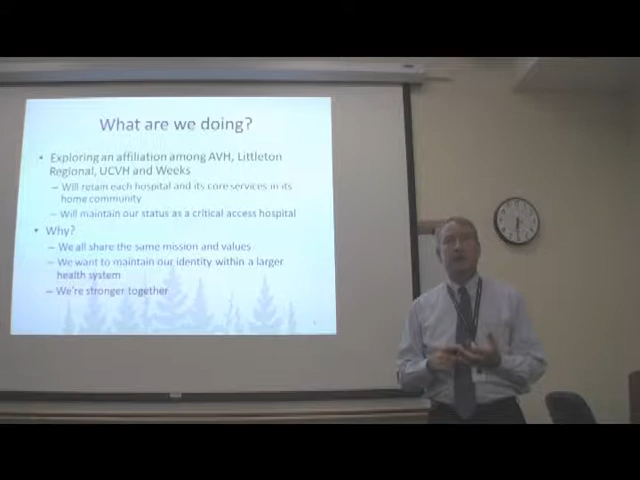 What are we doing?
• Exploring an affiliation among AVH, Littleton
Regional, UCVH and Weeks
– Will retain each hospital and its core services in its
home community
– Will maintain our status as a critical access hospital
• Why?
– We all share the same mission and values
– We want to maintain our identity within a larger
health system
– We're stronger together